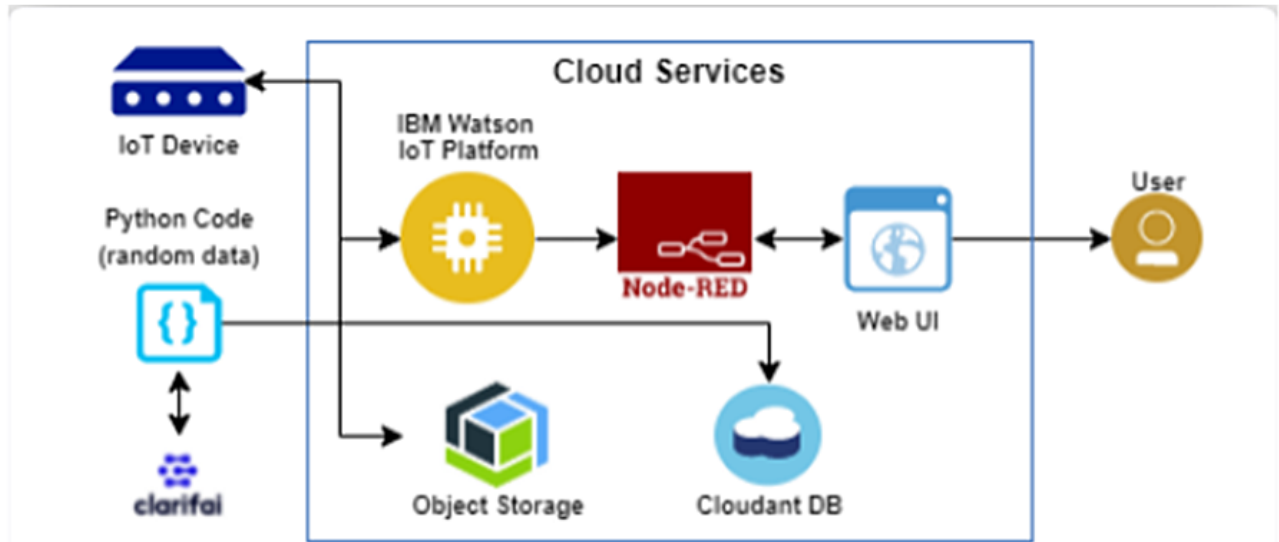 Cloud Services
IoT Device
IBM Watson
IoT Platform
Python Code
(random data)
Node-RED
Web UI
User
{}
clarifai
Object Storage
Cloudant DB